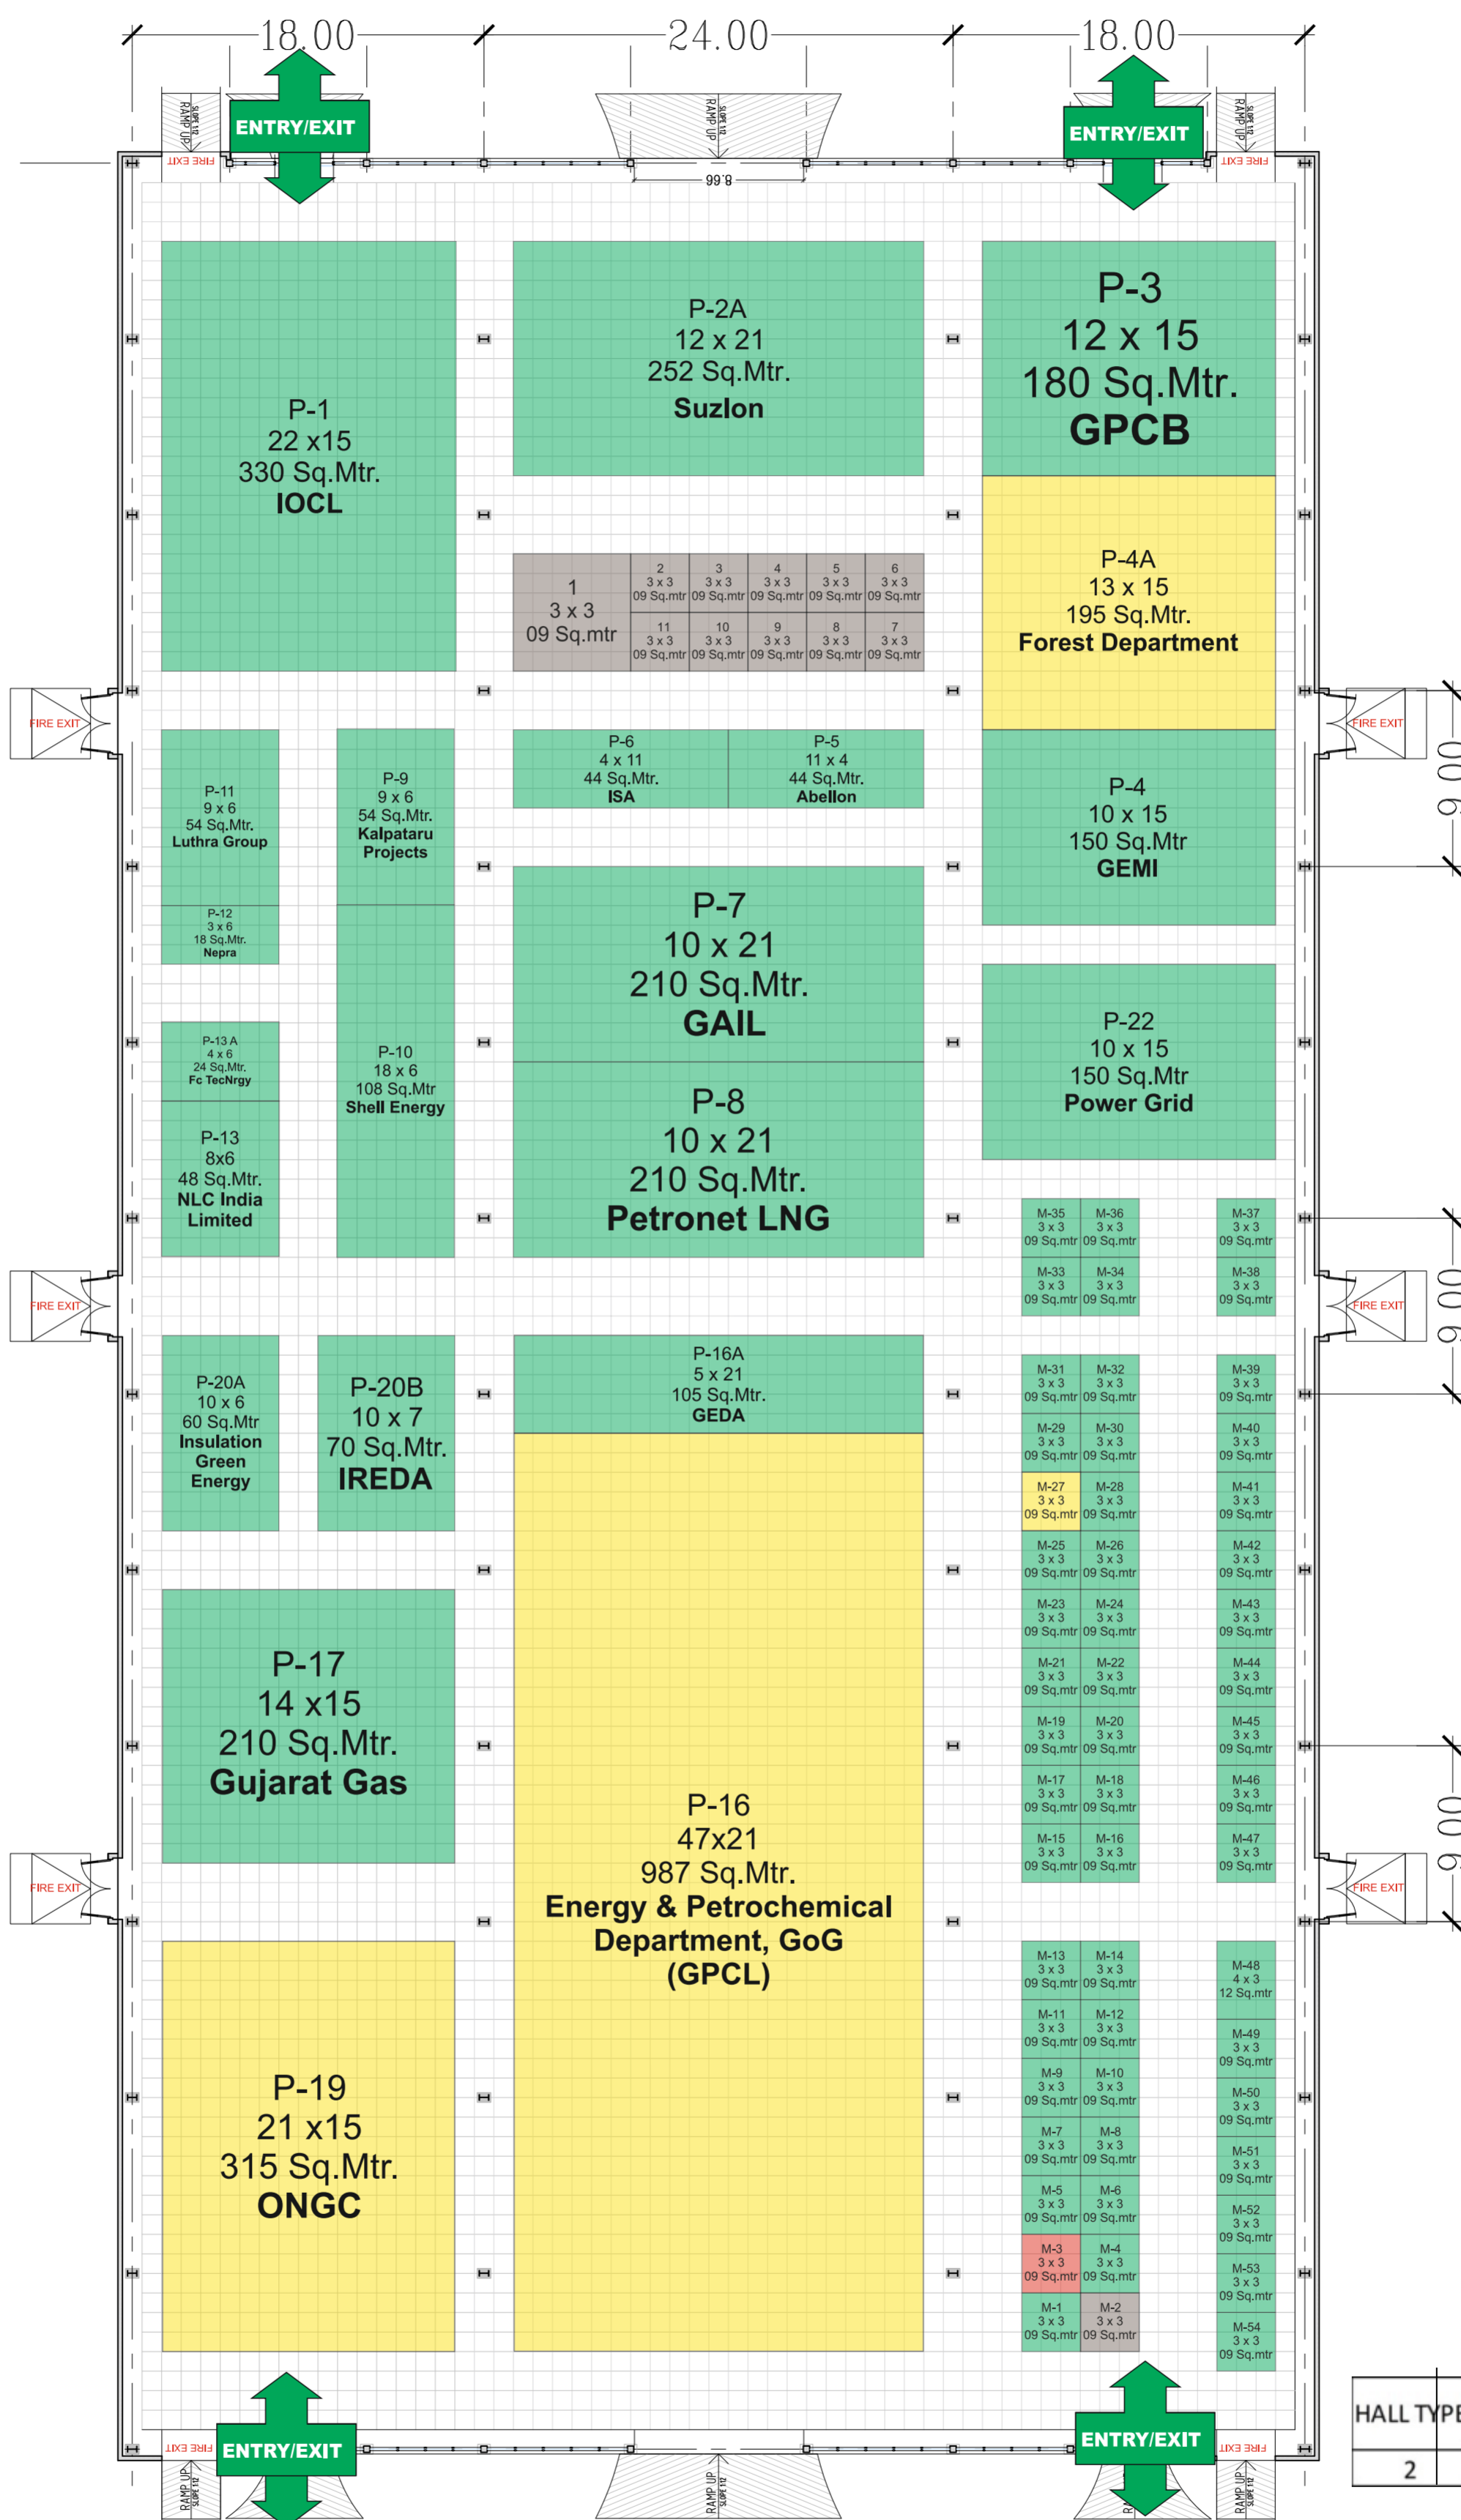 18.00
24.00
18.00
RAMP UP
SLOPE 1:12
ENTRY/EXIT
RAMP UP
SLOPE 1:12
ENTRY/EXIT
RAMP UP
SLOPE 1:12
FIRE EXIT
FIRE EXIT
8.66
P-1
22 x15
330 Sq.Mtr.
IOCL
P-2A
12 x 21
252 Sq.Mtr.
Suzlon
P-3
12 x 15
180 Sq.Mtr.
GPCB
1
3 x 3
09 Sq.mtr
2
3 x 3
09 Sq.mtr
3
3 x 3
09 Sq.mtr
4
3 x 3
09 Sq.mtr
5
3 x 3
09 Sq.mtr
6
3 x 3
09 Sq.mtr
11
3 x 3
09 Sq.mtr
10
3 x 3
09 Sq.mtr
9
3 x 3
09 Sq.mtr
8
3 x 3
09 Sq.mtr
7
3 x 3
09 Sq.mtr
P-4A
13 x 15
195 Sq.Mtr.
Forest Department
FIRE EXIT
FIRE EXIT
6.00
P-11
9 x 6
54 Sq.Mtr.
Luthra Group
P-9
9 x 6
54 Sq.Mtr.
Kalpataru
Projects
P-6
4 x 11
44 Sq.Mtr.
ISA
P-5
11 x 4
44 Sq.Mtr.
Abellon
P-4
10 x 15
150 Sq.Mtr
GEMI
P-12
3 x 6
18 Sq.Mtr.
Nepra
P-7
10 x 21
210 Sq.Mtr.
GAIL
P-13 A
4 x 6
24 Sq.Mtr.
Fc TecNrgy
P-10
18 x 6
108 Sq.Mtr
Shell Energy
P-22
10 x 15
150 Sq.Mtr
Power Grid
P-13
8x6
48 Sq.Mtr.
NLC India
Limited
P-8
10 x 21
210 Sq.Mtr.
Petronet LNG
M-35
3 x 3
09 Sq.mtr
M-36
3 x 3
09 Sq.mtr
M-37
3 x 3
09 Sq.mtr
M-33
3 x 3
09 Sq.mtr
M-34
3 x 3
09 Sq.mtr
M-38
3 x 3
09 Sq.mtr
FIRE EXIT
FIRE EXIT
6.00
P-20A
10 x 6
60 Sq.Mtr
Insulation
Green
Energy
P-20B
10 x 7
70 Sq.Mtr.
IREDA
P-16A
5 x 21
105 Sq.Mtr.
GEDA
M-31
3 x 3
09 Sq.mtr
M-32
3 x 3
09 Sq.mtr
M-39
3 x 3
09 Sq.mtr
M-29
3 x 3
09 Sq.mtr
M-30
3 x 3
09 Sq.mtr
M-40
3 x 3
09 Sq.mtr
M-27
3 x 3
09 Sq.mtr
M-28
3 x 3
09 Sq.mtr
M-41
3 x 3
09 Sq.mtr
M-25
3 x 3
09 Sq.mtr
M-26
3 x 3
09 Sq.mtr
M-42
3 x 3
09 Sq.mtr
M-23
3 x 3
09 Sq.mtr
M-24
3 x 3
09 Sq.mtr
M-43
3 x 3
09 Sq.mtr
M-21
3 x 3
09 Sq.mtr
M-22
3 x 3
09 Sq.mtr
M-44
3 x 3
09 Sq.mtr
M-19
3 x 3
09 Sq.mtr
M-20
3 x 3
09 Sq.mtr
M-45
3 x 3
09 Sq.mtr
M-17
3 x 3
09 Sq.mtr
M-18
3 x 3
09 Sq.mtr
M-46
3 x 3
09 Sq.mtr
M-15
3 x 3
09 Sq.mtr
M-16
3 x 3
09 Sq.mtr
M-47
3 x 3
09 Sq.mtr
P-17
14 x15
210 Sq.Mtr.
Gujarat Gas
P-16
47x21
987 Sq.Mtr.
Energy & Petrochemical
Department, GoG
(GPCL)
FIRE EXIT
FIRE EXIT
6.00
P-19
21 x15
315 Sq.Mtr.
ONGC
M-13
3 x 3
09 Sq.mtr
M-14
3 x 3
09 Sq.mtr
M-48
4 x 3
12 Sq.mtr
M-11
3 x 3
09 Sq.mtr
M-12
3 x 3
09 Sq.mtr
M-49
3 x 3
09 Sq.mtr
M-9
3 x 3
09 Sq.mtr
M-10
3 x 3
09 Sq.mtr
M-50
3 x 3
09 Sq.mtr
M-7
3 x 3
09 Sq.mtr
M-8
3 x 3
09 Sq.mtr
M-51
3 x 3
09 Sq.mtr
M-5
3 x 3
09 Sq.mtr
M-6
3 x 3
09 Sq.mtr
M-52
3 x 3
09 Sq.mtr
M-3
3 x 3
09 Sq.mtr
M-4
3 x 3
09 Sq.mtr
M-53
3 x 3
09 Sq.mtr
M-1
3 x 3
09 Sq.mtr
M-2
3 x 3
09 Sq.mtr
M-54
3 x 3
09 Sq.mtr
FIRE EXIT
ENTRY/EXIT
ENTRY/EXIT
FIRE EXIT
RAMP UP
SLOPE 1:12
RAMP UP
SLOPE 1:12
RAMP UP
SLOPE 1:12
HALL TYPE
2